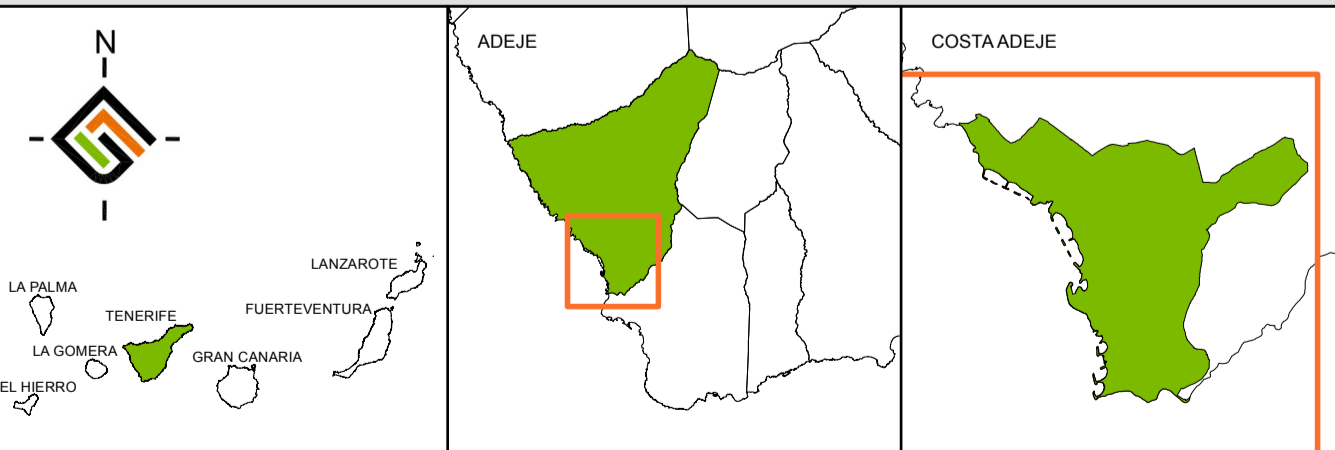 N
LA PALMA
LA GOMERA
EL HIERRO
TENERIFE
GRAN CANARIA
FUERTEVENTURA
LANZAROTE
ADEJE
COSTA ADEJE